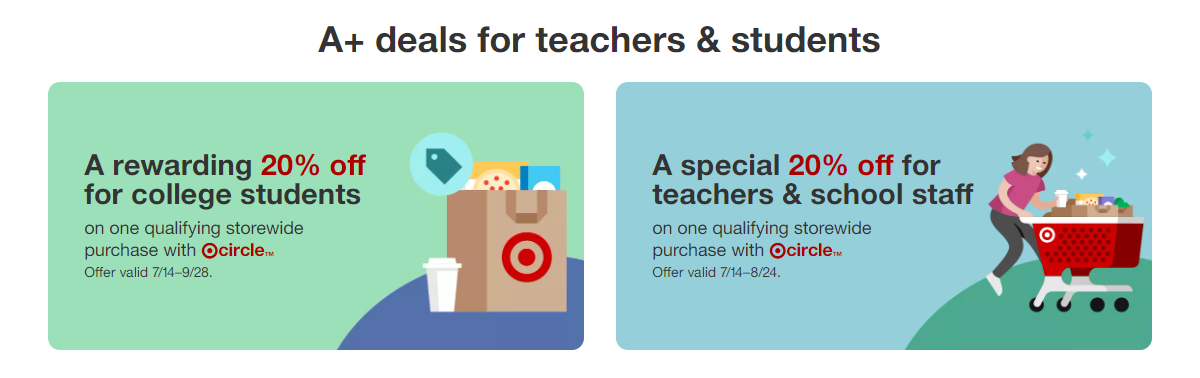 A+ deals for teachers & students
A rewarding 20% off
for college students
on one qualifying storewide
purchase with circle™
Offer valid 7/14–9/28.
A special 20% off for
teachers & school staff
on one qualifying storewide
purchase with circle™
Offer valid 7/14–8/24.